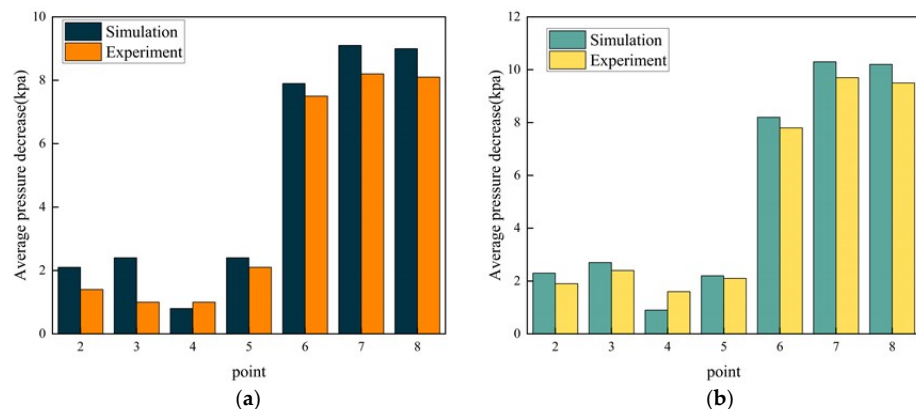 10
8
6
4
2
0
Average pressure decrease(kpa)
Simulation
Experiment
2 3 4 5 6 7 8
point
(a)
12
10
8
6
4
2
0
Average pressure decrease(kpa)
Simulation
Experiment
2 3 4 5 6 7 8
point
(b)